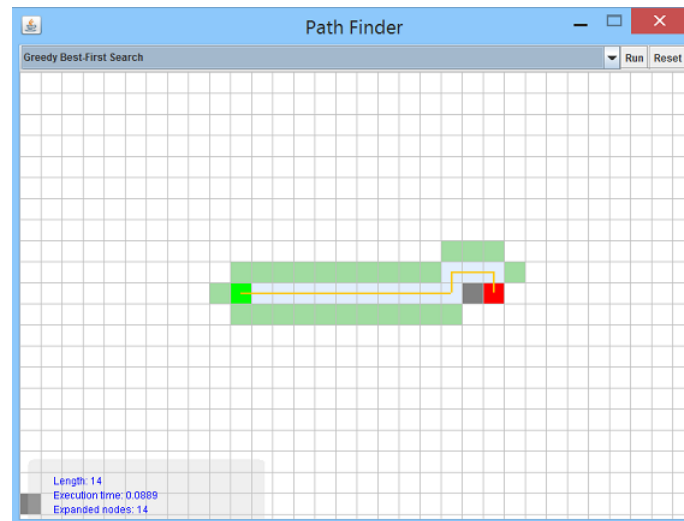 Path Finder
Greedy Best-First Search
Run
Reset
Length: 14
Execution time: 0.0889
Expanded nodes: 14